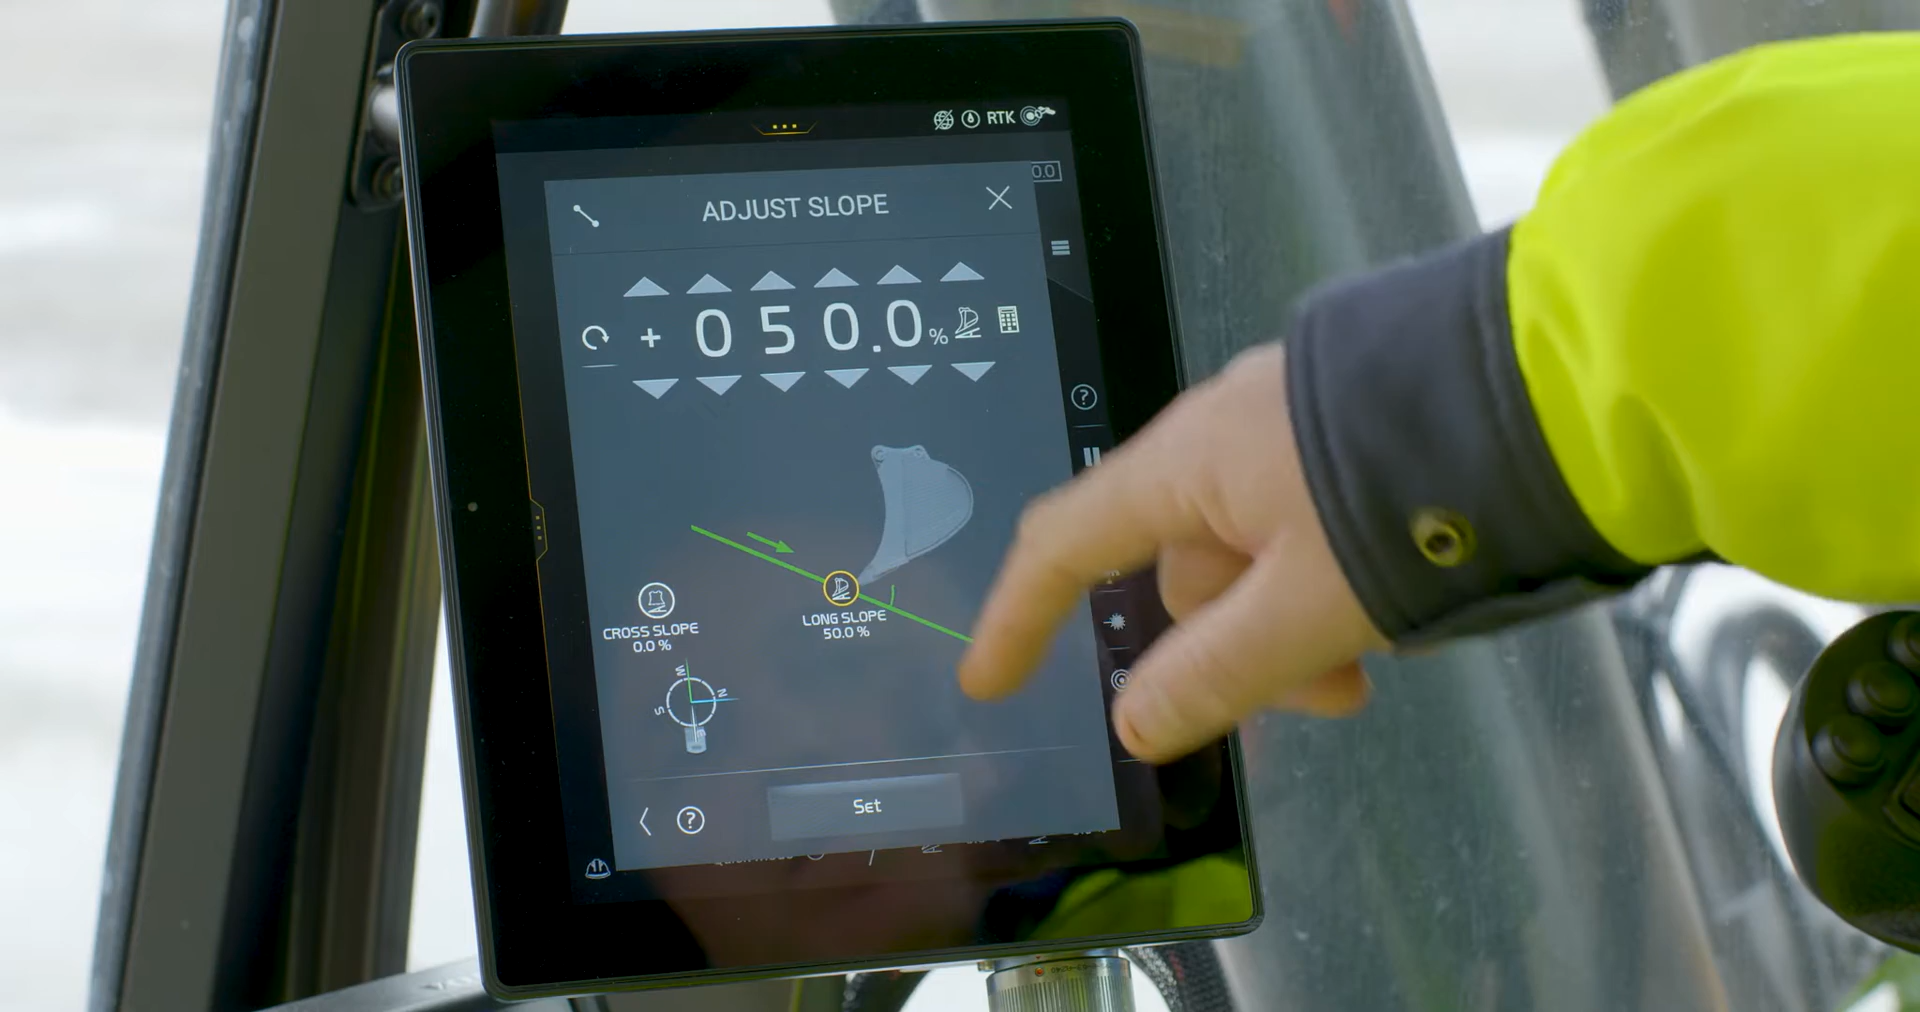 RTK
0.0
ADJUST SLOPE
+ 050.0 %
CROSS SLOPE
0.0 %
LONG SLOPE
50.0 %
W
N
S
E
Set